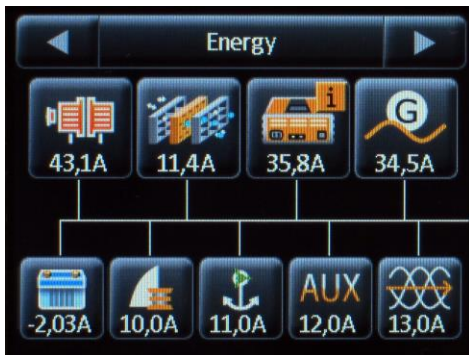 Energy
i
G
43,1A
11,4A
35,8A
34,5A
AUX
-2,03A
10,0A
11,0A
12,0A
13,0A